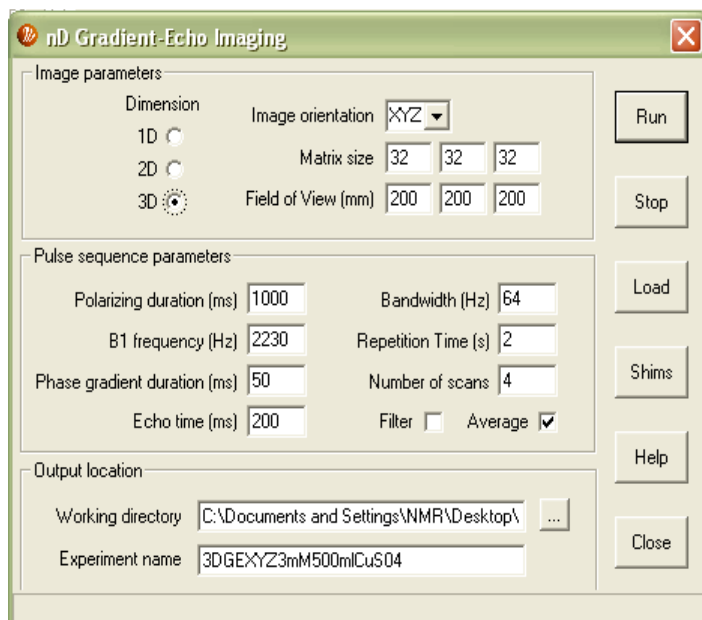 nD Gradient-Echo Imaging
Image parameters
Dimension
1D
2D
3D
Image orientation XYZ
Matrix size 32 32 32
Field of View (mm) 200 200 200
Pulse sequence parameters
Polarizing duration (ms) 1000
B1 frequency (Hz) 2230
Phase gradient duration (ms) 50
Echo time (ms) 200
Bandwidth (Hz) 64
Repetition Time (s) 2
Number of scans 4
Filter Average
Output location
Working directory C:\Documents and Settings\NMR\Desktop\ ...
Experiment name 3DGEXYZ3mM500mlCuS04
Run
Stop
Load
Shims
Help
Close